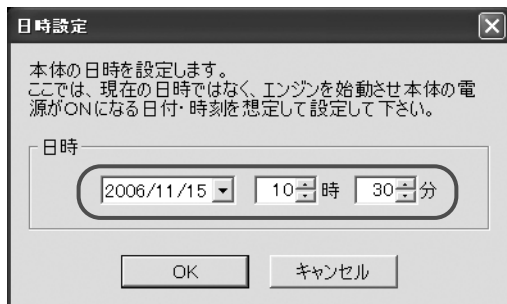 日時設定
本体の日時を設定します。
ここでは、現在の日時ではなく、エンジンを始動させ本体の電
源がONになる日付・時刻を想定して設定して下さい。
日時
2006/11/15 10 時 30 分
OK キャンセル